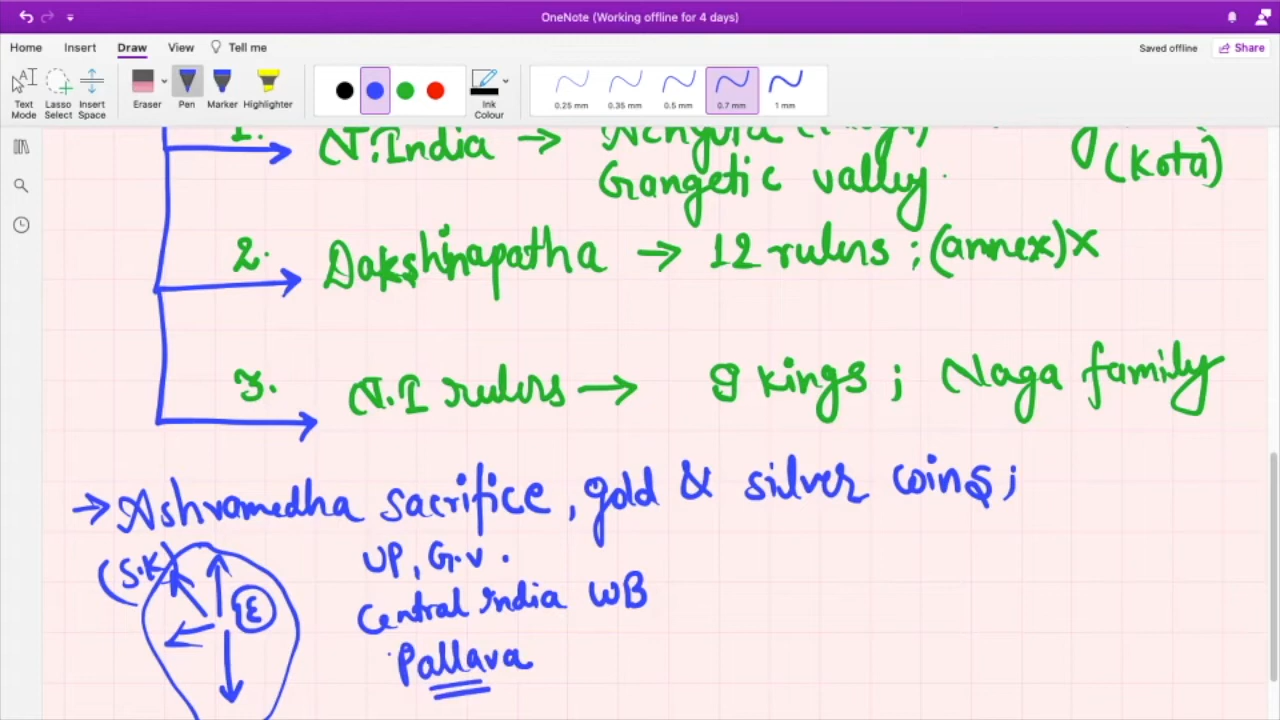 OneNote (Working offline for 4 days)
Home Insert Draw View Tell me Saved offline Share
Text Mode Lasso Select Insert Space Eraser Pen Marker Highlighter Ink Colour 0.25 mm 0.35 mm 0.5 mm 0.7 mm 1 mm
1. N.India →
Gangetic valley. (Kota)
2. Dakshinapatha → 12 rulers ; (annex)X
3. N.I rulers → 9 kings ; Naga family
→ Ashvamedha sacrifice, gold & silver coins ;
(S.K) UP, G.V.
E Central India WB
Pallava